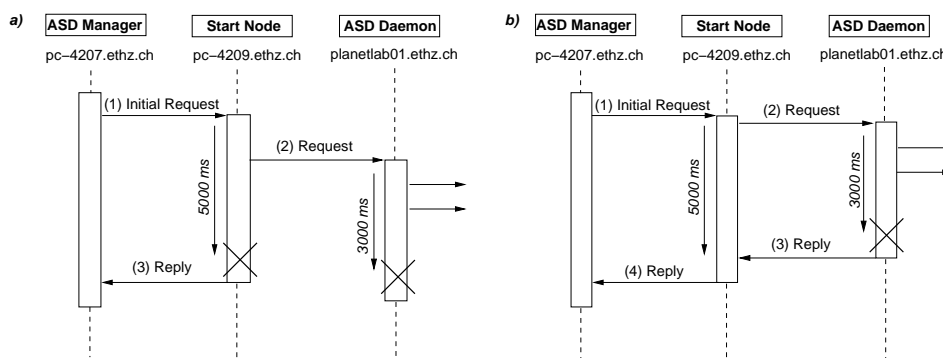 a) ASD Manager Start Node ASD Daemon
pc-4207.ethz.ch pc-4209.ethz.ch planetlab01.ethz.ch
(1) Initial Request
(2) Request
5000 ms
3000 ms
(3) Reply
b) ASD Manager Start Node ASD Daemon
pc-4207.ethz.ch pc-4209.ethz.ch planetlab01.ethz.ch
(1) Initial Request
(2) Request
5000 ms
3000 ms
(3) Reply
(4) Reply